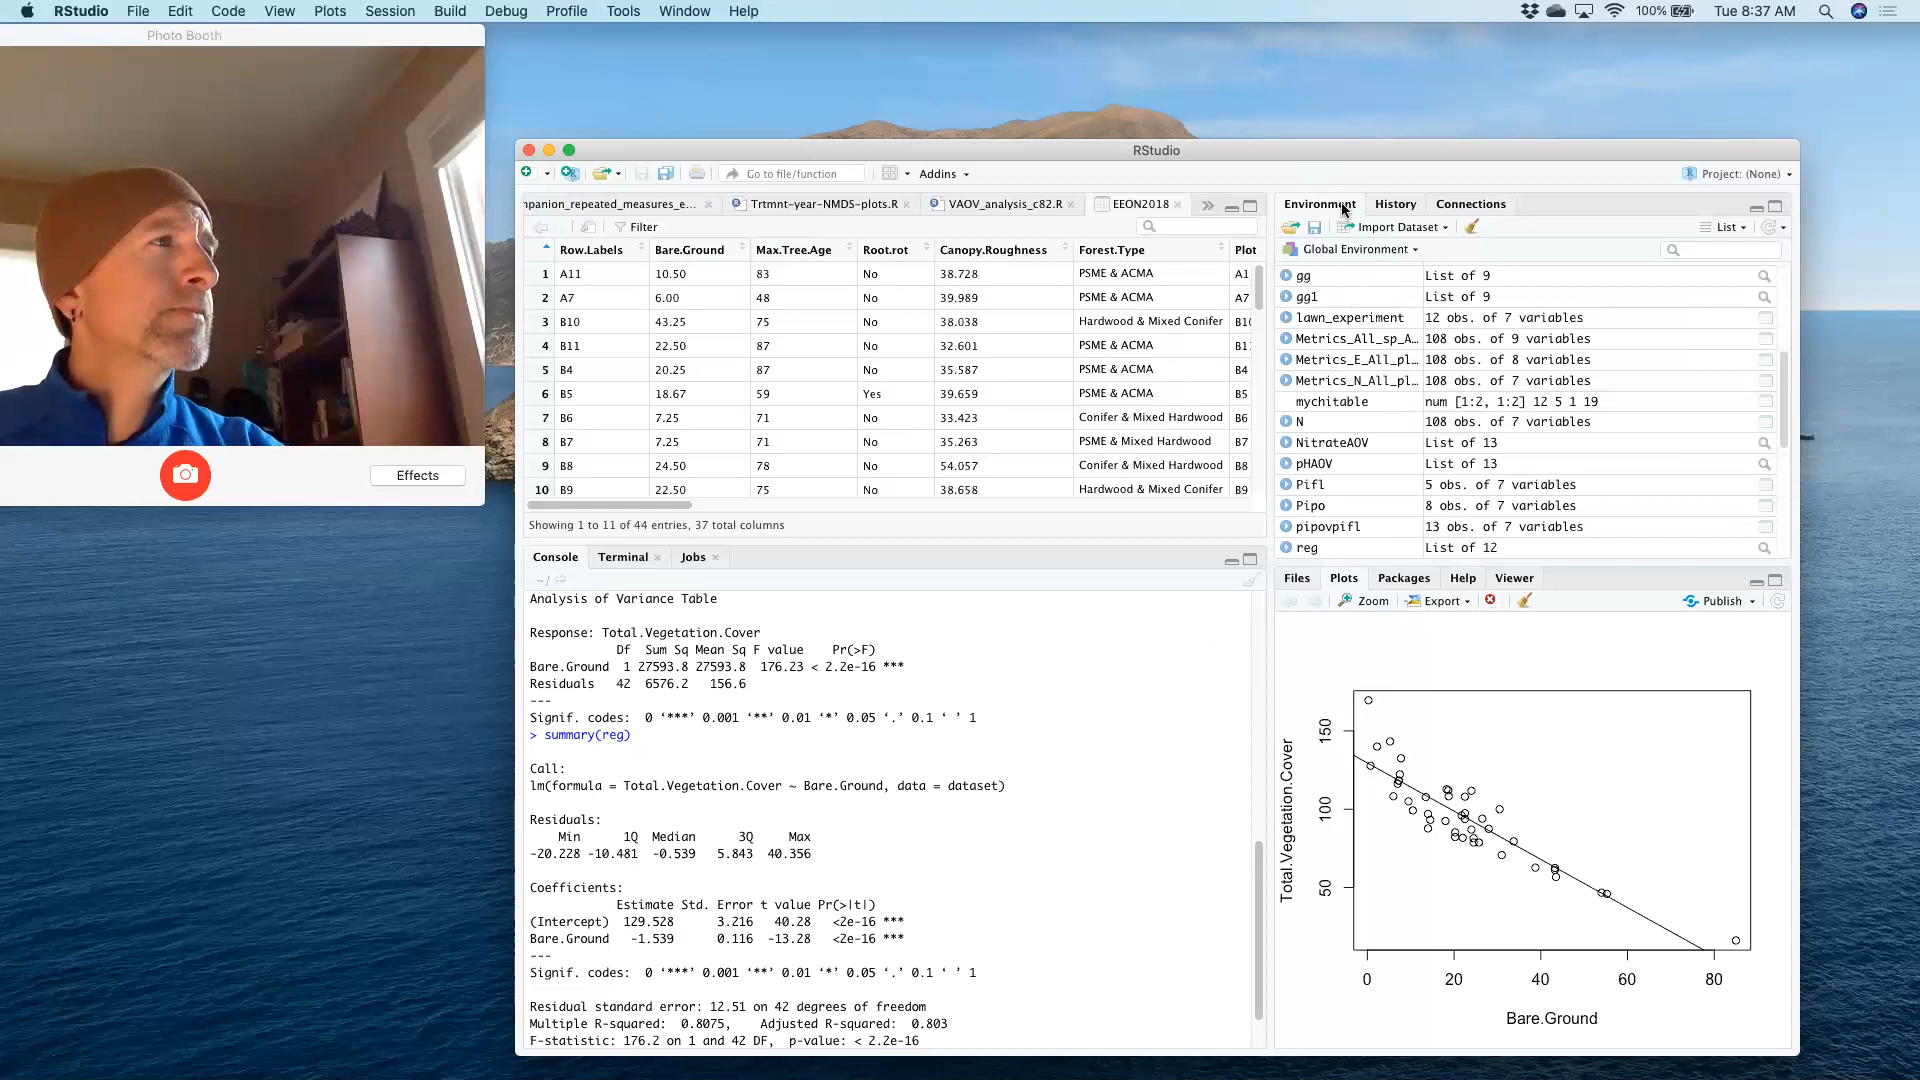 RStudio File Edit Code View Plots Session Build Debug Profile Tools Window Help 100% Tue 8:37 AM
Photo Booth
Effects
RStudio
Go to file/function Addins Project: (None)
npanion_repeated_measures_e... Trtmnt-year-NMDS-plots.R VAOV_analysis_c82.R EEON2018
Filter
Row.Labels Bare.Ground Max.Tree.Age Root.rot Canopy.Roughness Forest.Type Plot
1 A11 10.50 83 No 38.728 PSME & ACMA A1
2 A7 6.00 48 No 39.989 PSME & ACMA A7
3 B10 43.25 75 No 38.038 Hardwood & Mixed Conifer B10
4 B11 22.50 87 No 32.601 PSME & ACMA B11
5 B4 20.25 87 No 35.587 PSME & ACMA B4
6 B5 18.67 59 Yes 39.659 PSME & ACMA B5
7 B6 7.25 71 No 33.423 Conifer & Mixed Hardwood B6
8 B7 7.25 71 No 35.263 PSME & Mixed Hardwood B7
9 B8 24.50 78 No 54.057 Conifer & Mixed Hardwood B8
10 B9 22.50 75 No 38.658 Hardwood & Mixed Conifer B9
Showing 1 to 11 of 44 entries, 37 total columns
Console Terminal Jobs
~/
Analysis of Variance Table
Response: Total.Vegetation.Cover
Df Sum Sq Mean Sq F value Pr(>F)
Bare.Ground 1 27593.8 27593.8 176.23 < 2.2e-16 ***
Residuals 42 6576.2 156.6
---
Signif. codes: 0 ‘***’ 0.001 ‘**’ 0.01 ‘*’ 0.05 ‘.’ 0.1 ‘ ’ 1
> summary(reg)
Call:
lm(formula = Total.Vegetation.Cover ~ Bare.Ground, data = dataset)
Residuals:
Min 1Q Median 3Q Max
-20.228 -10.481 -0.539 5.843 40.356
Coefficients:
Estimate Std. Error t value Pr(>|t|)
(Intercept) 129.528 3.216 40.28 <2e-16 ***
Bare.Ground -1.539 0.116 -13.28 <2e-16 ***
---
Signif. codes: 0 ‘***’ 0.001 ‘**’ 0.01 ‘*’ 0.05 ‘.’ 0.1 ‘ ’ 1
Residual standard error: 12.51 on 42 degrees of freedom
Multiple R-squared: 0.8075, Adjusted R-squared: 0.803
F-statistic: 176.2 on 1 and 42 DF, p-value: < 2.2e-16
Environment History Connections
Import Dataset List
Global Environment
gg List of 9
gg1 List of 9
lawn_experiment 12 obs. of 7 variables
Metrics_All_sp_A... 108 obs. of 9 variables
Metrics_E_All_pl... 108 obs. of 8 variables
Metrics_N_All_pl... 108 obs. of 7 variables
mychitable num [1:2, 1:2] 12 5 1 19
N 108 obs. of 7 variables
NitrateAOV List of 13
pHAOV List of 13
Pifl 5 obs. of 7 variables
Pipo 8 obs. of 7 variables
pipovpifl 13 obs. of 7 variables
reg List of 12
Files Plots Packages Help Viewer
Zoom Export Publish
Total.Vegetation.Cover
150
100
50
0 20 40 60 80
Bare.Ground